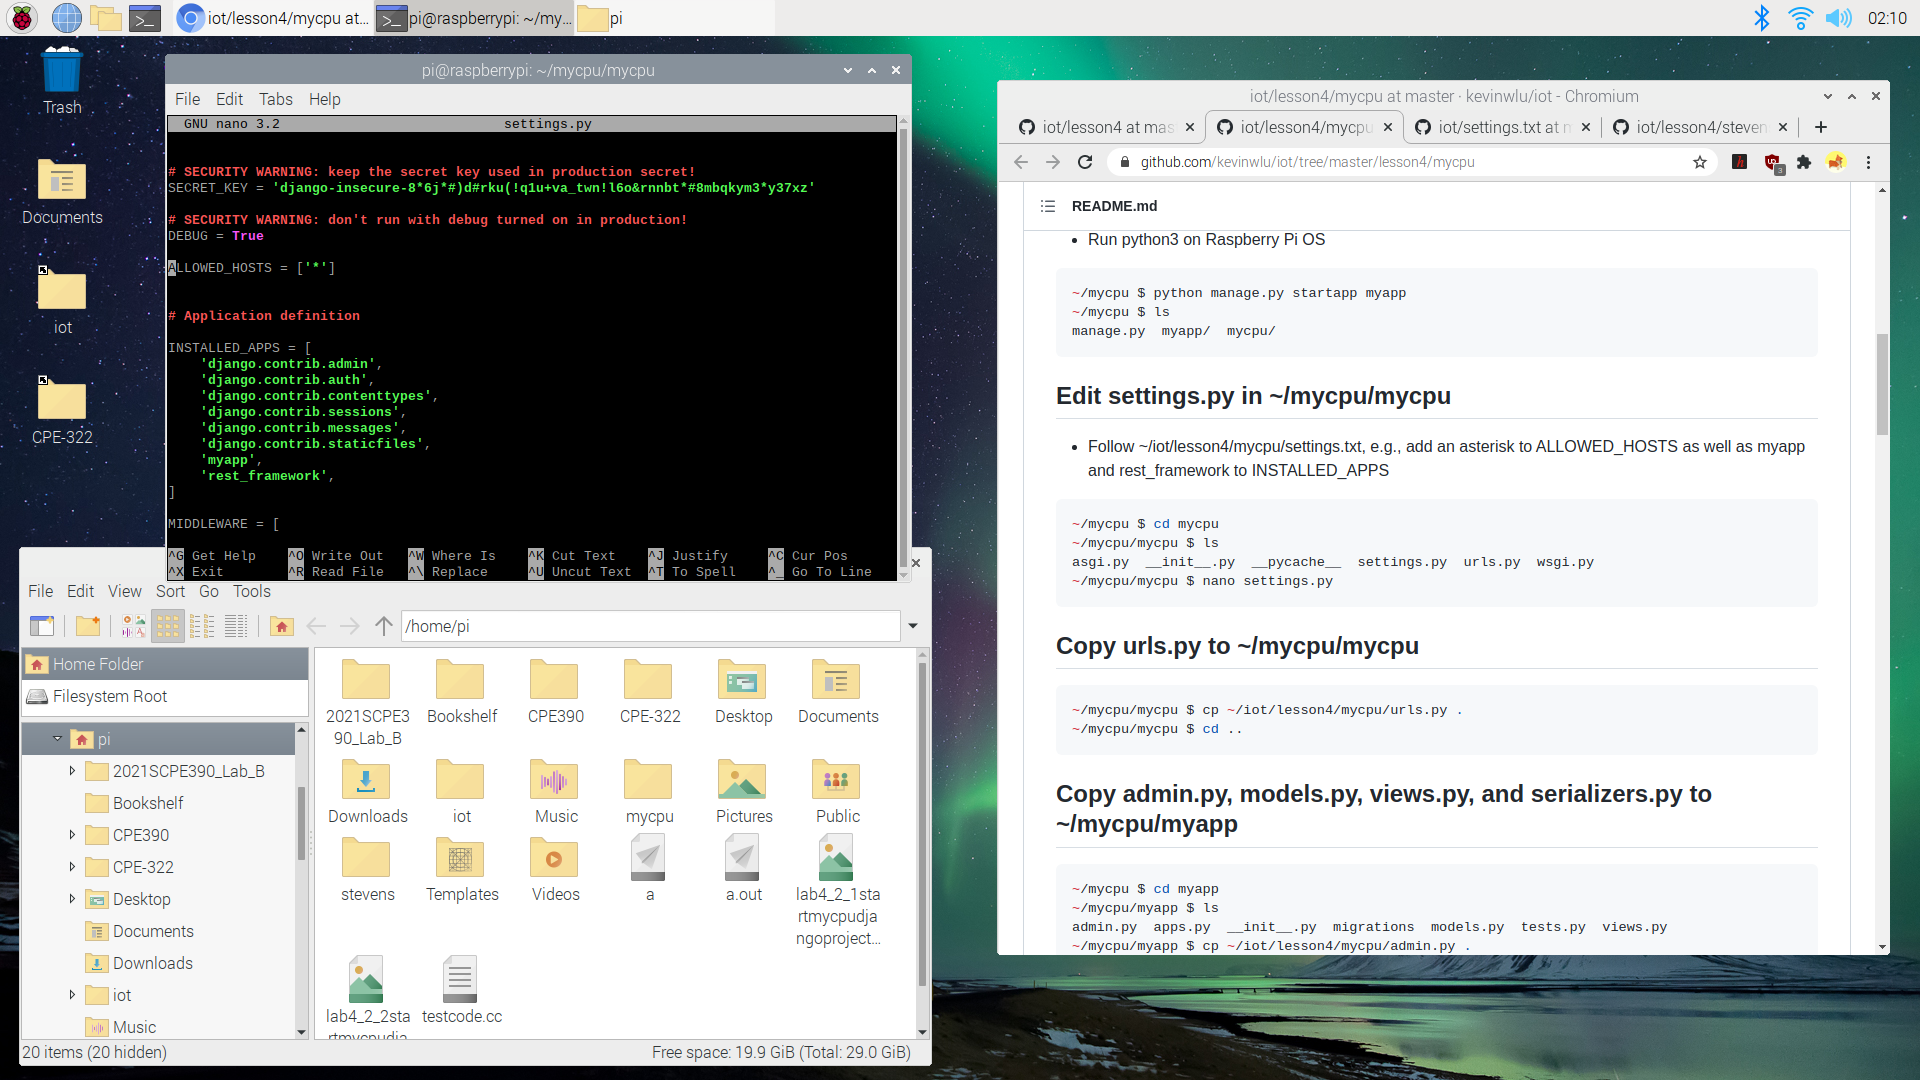 iot/lesson4/mycpu at...
pi@raspberrypi: ~/my...
pi
02:10
Trash
Documents
iot
CPE-322
pi@raspberrypi: ~/mycpu/mycpu
File Edit Tabs Help
GNU nano 3.2 settings.py
# SECURITY WARNING: keep the secret key used in production secret!
SECRET_KEY = 'django-insecure-8*6j*#)d#rku(!q1u+va_twn!l6o&rnnbt*#8mbqkym3*y37xz'
# SECURITY WARNING: don't run with debug turned on in production!
DEBUG = True
ALLOWED_HOSTS = ['*']
# Application definition
INSTALLED_APPS = [
'django.contrib.admin',
'django.contrib.auth',
'django.contrib.contenttypes',
'django.contrib.sessions',
'django.contrib.messages',
'django.contrib.staticfiles',
'myapp',
'rest_framework',
]
MIDDLEWARE = [
^G Get Help ^O Write Out ^W Where Is ^K Cut Text ^J Justify ^C Cur Pos
^X Exit ^R Read File ^\ Replace ^U Uncut Text ^T To Spell ^_ Go To Line
File Edit View Sort Go Tools
/home/pi
Home Folder
Filesystem Root
pi
2021SCPE390_Lab_B
Bookshelf
CPE390
CPE-322
Desktop
Documents
Downloads
iot
Music
2021SCPE3
90_Lab_B
Bookshelf
CPE390
CPE-322
Desktop
Documents
Downloads
iot
Music
mycpu
Pictures
Public
stevens
Templates
Videos
a
a.out
lab4_2_1sta
rtmycpudja
ngoproject...
lab4_2_2sta
rtmycpudja
testcode.cc
20 items (20 hidden)
Free space: 19.9 GiB (Total: 29.0 GiB)
iot/lesson4/mycpu at master · kevinwlu/iot - Chromium
iot/lesson4 at mas
iot/lesson4/mycpu
iot/settings.txt at m
iot/lesson4/steven
github.com/kevinwlu/iot/tree/master/lesson4/mycpu
3
README.md
• Run python3 on Raspberry Pi OS
~/mycpu $ python manage.py startapp myapp
~/mycpu $ ls
manage.py myapp/ mycpu/
Edit settings.py in ~/mycpu/mycpu
• Follow ~/iot/lesson4/mycpu/settings.txt, e.g., add an asterisk to ALLOWED_HOSTS as well as myapp
and rest_framework to INSTALLED_APPS
~/mycpu $ cd mycpu
~/mycpu/mycpu $ ls
asgi.py __init__.py __pycache__ settings.py urls.py wsgi.py
~/mycpu/mycpu $ nano settings.py
Copy urls.py to ~/mycpu/mycpu
~/mycpu/mycpu $ cp ~/iot/lesson4/mycpu/urls.py .
~/mycpu/mycpu $ cd ..
Copy admin.py, models.py, views.py, and serializers.py to
~/mycpu/myapp
~/mycpu $ cd myapp
~/mycpu/myapp $ ls
admin.py apps.py __init__.py migrations models.py tests.py views.py
~/mycpu/myapp $ cp ~/iot/lesson4/mycpu/admin.py .